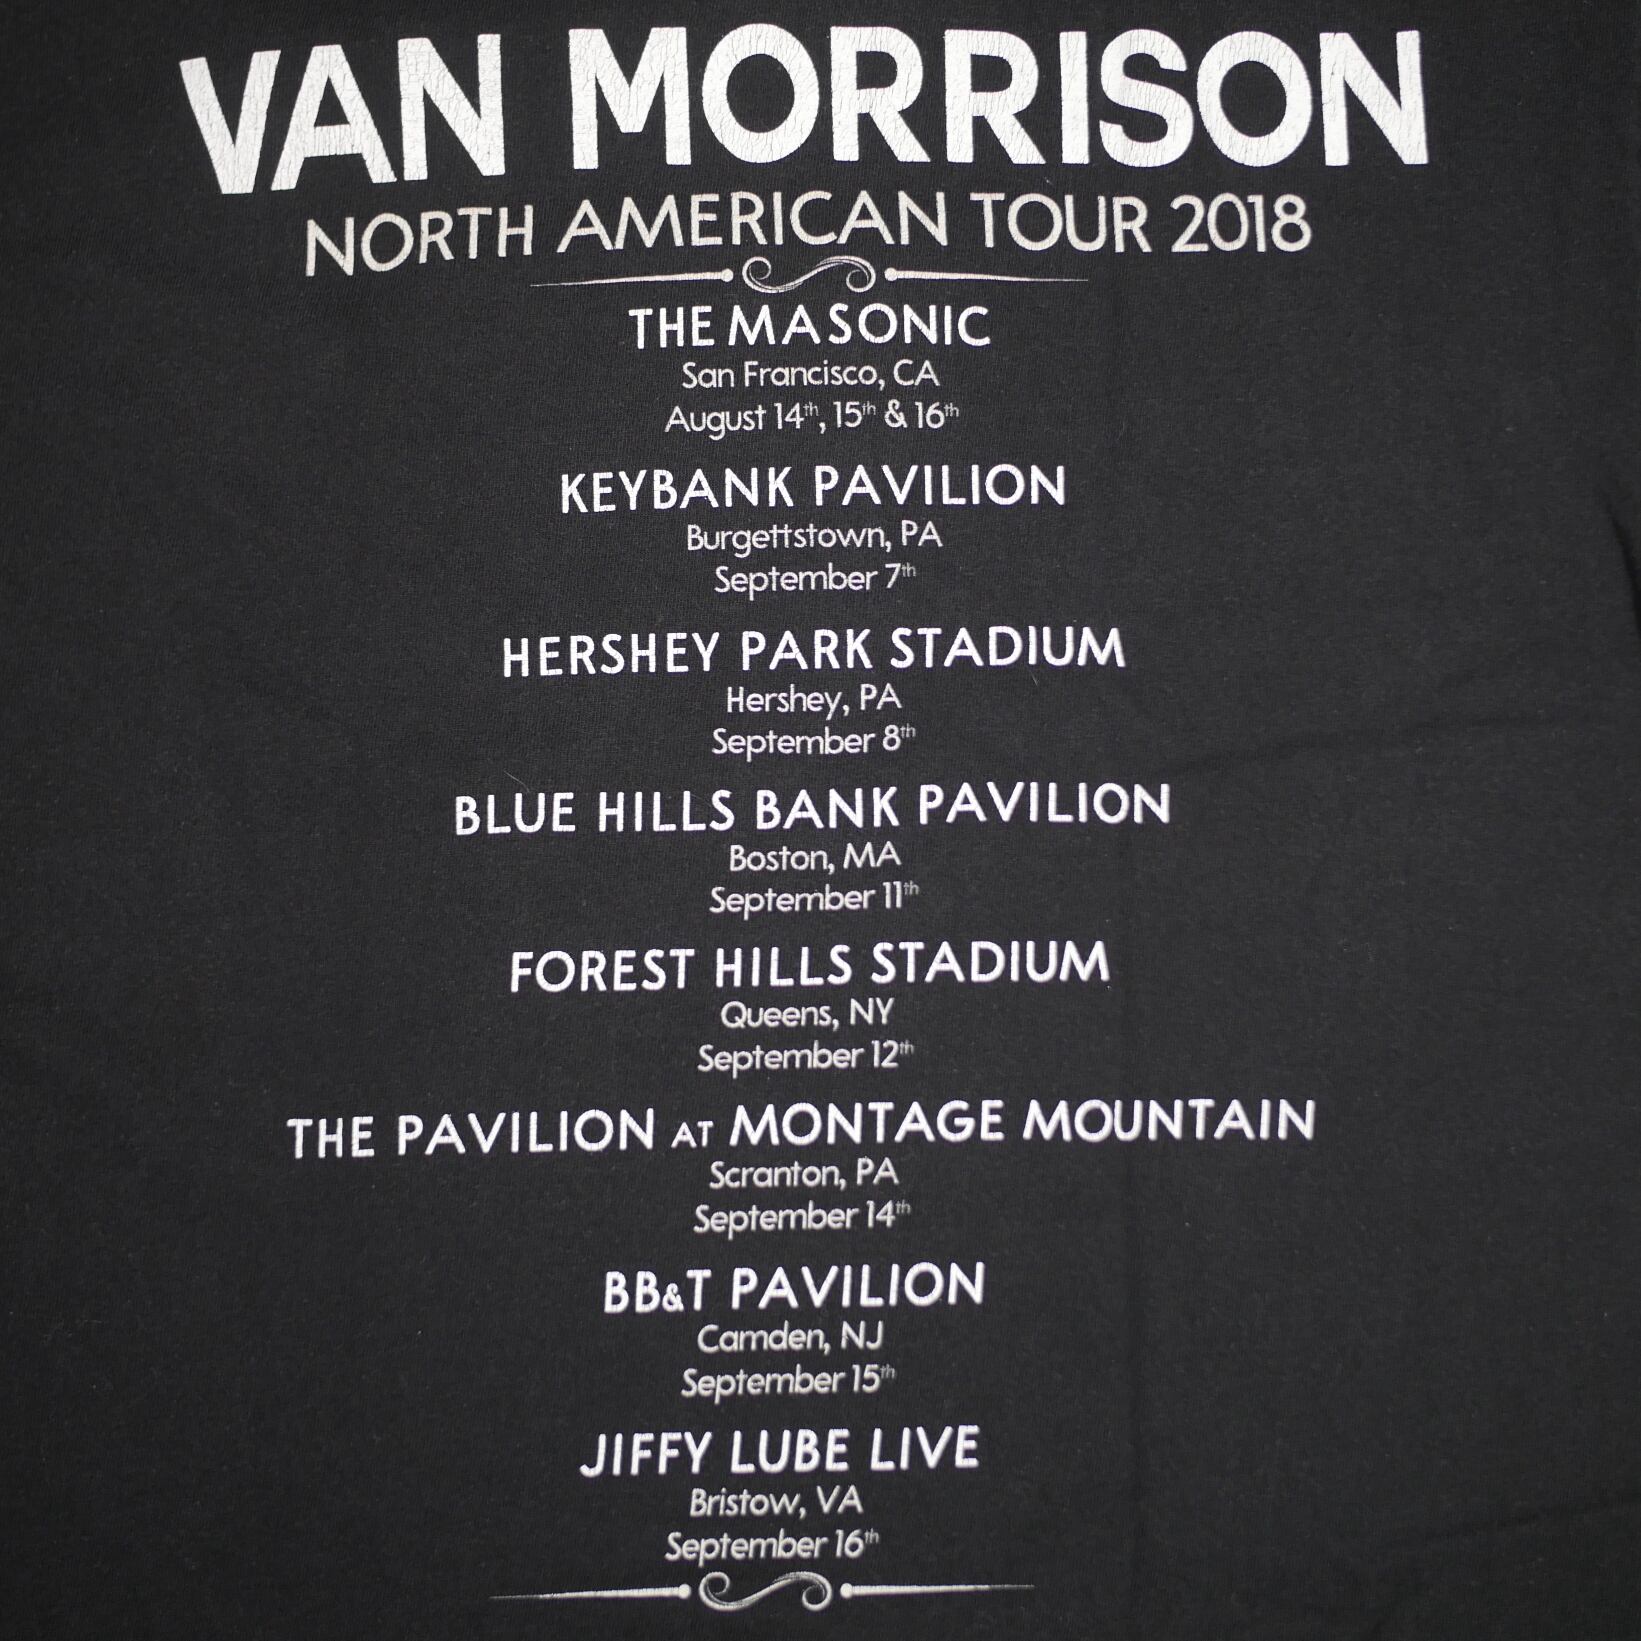 VAN MORRISON
NORTH AMERICAN TOUR 2018
THE MASONIC
San Francisco, CA
August 14th, 15th & 16th
KEYBANK PAVILION
Burgettstown, PA
September 7th
HERSHEY PARK STADIUM
Hershey, PA
September 8th
BLUE HILLS BANK PAVILION
Boston, MA
September 11th
FOREST HILLS STADIUM
Queens, NY
September 12th
THE PAVILION AT MONTAGE MOUNTAIN
Scranton, PA
September 14th
BB&T PAVILION
Camden, NJ
September 15th
JIFFY LUBE LIVE
Bristow, VA
September 16th